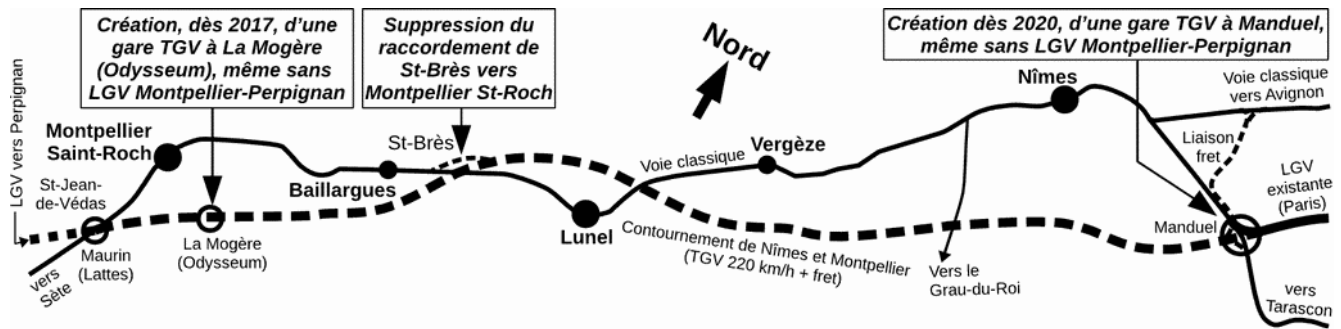 Création, dès 2017, d’une
gare TGV à La Mogère
(Odysseum), même sans
LGV Montpellier-Perpignan
Suppression du
raccordement de
St-Brès vers
Montpellier St-Roch
Nord
Création dès 2020, d’une gare TGV à Manduel,
même sans LGV Montpellier-Perpignan
LGV vers Perpignan
Montpellier
Saint-Roch
St-Jean-
de-Védas
Baillargues
St-Brès
Voie classique
Vergèze
Nîmes
Voie classique
vers Avignon
Liaison
fret
LGV
existante
(Paris)
Manduel
Maurin
(Lattes)
La Mogère
(Odysseum)
Lunel
Contournement de Nîmes et Montpellier
(TGV 220 km/h + fret)
Vers le
Grau-du-Roi
vers
Sète
vers
Tarascon